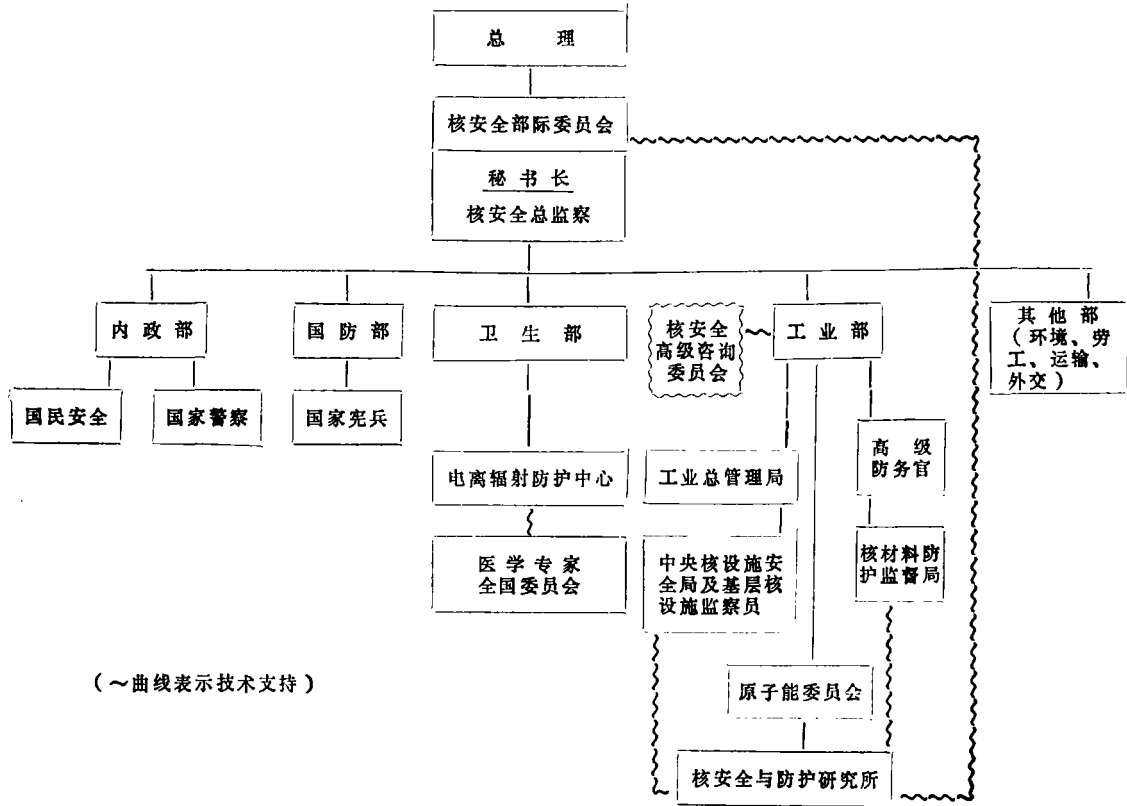 总理
核安全部际委员会
秘书长
核安全总监察
内政部
国防部
卫生部
核安全
高级咨询
委员会
工业部
其他部
（环境、劳
工、运输、
外交）
国民安全
国家警察
国家宪兵
高级
防务官
电离辐射防护中心
工业总管理局
医学专家
全国委员会
中央核设施安
全局及基层核
设施监察员
核材料防
护监督局
（～曲线表示技术支持）
原子能委员会
核安全与防护研究所